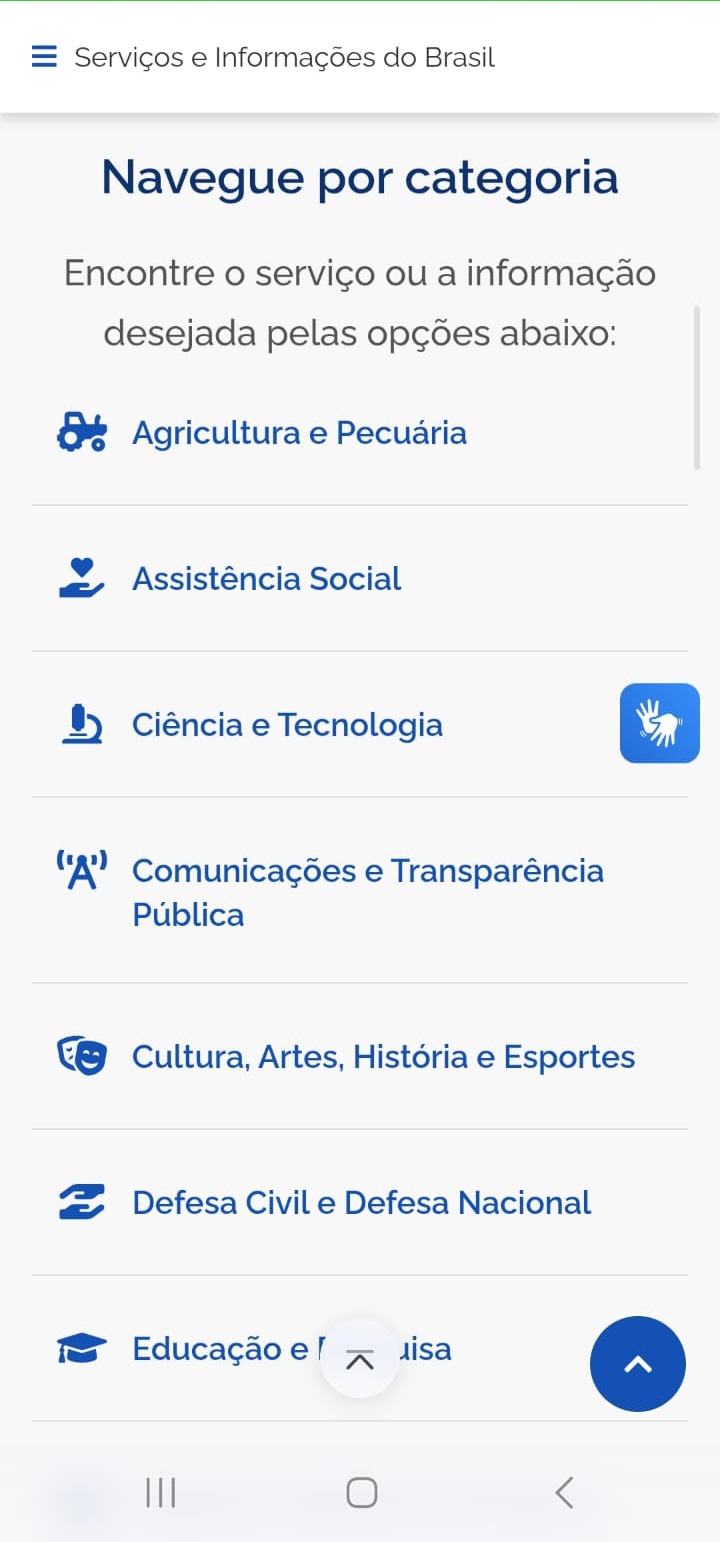 Serviços e Informações do Brasil
Navegue por categoria
Encontre o serviço ou a informação
desejada pelas opções abaixo:
Agricultura e Pecuária
Assistência Social
Ciência e Tecnologia
Comunicações e Transparência
Pública
Cultura, Artes, História e Esportes
Defesa Civil e Defesa Nacional
Educação e